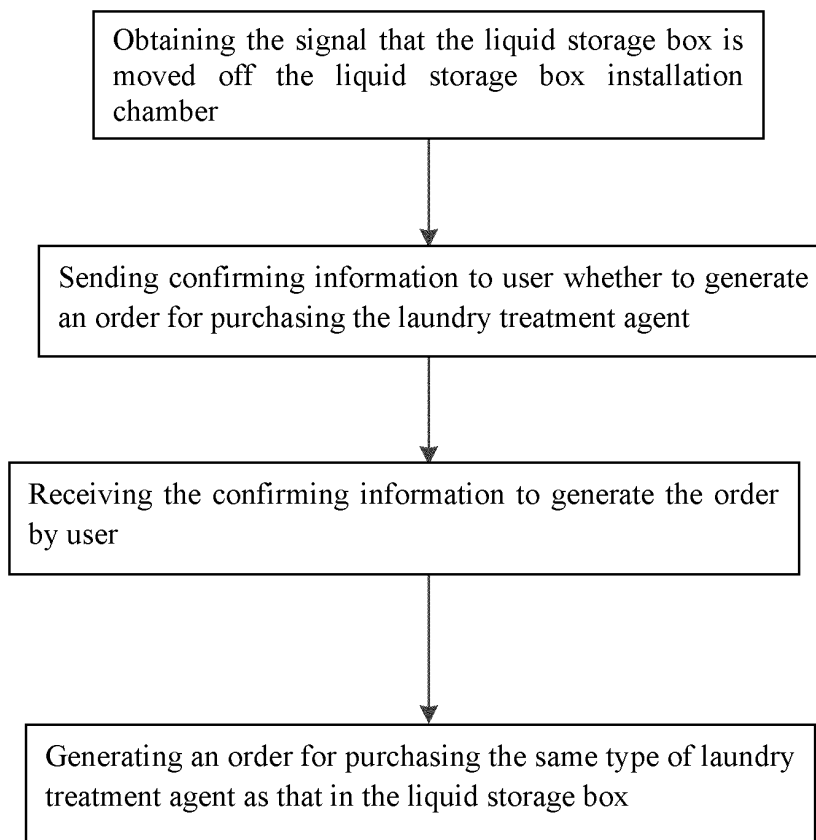 Obtaining the signal that the liquid storage box is
moved off the liquid storage box installation
chamber
Sending confirming information to user whether to generate
an order for purchasing the laundry treatment agent
Receiving the confirming information to generate the order
by user
Generating an order for purchasing the same type of laundry
treatment agent as that in the liquid storage box